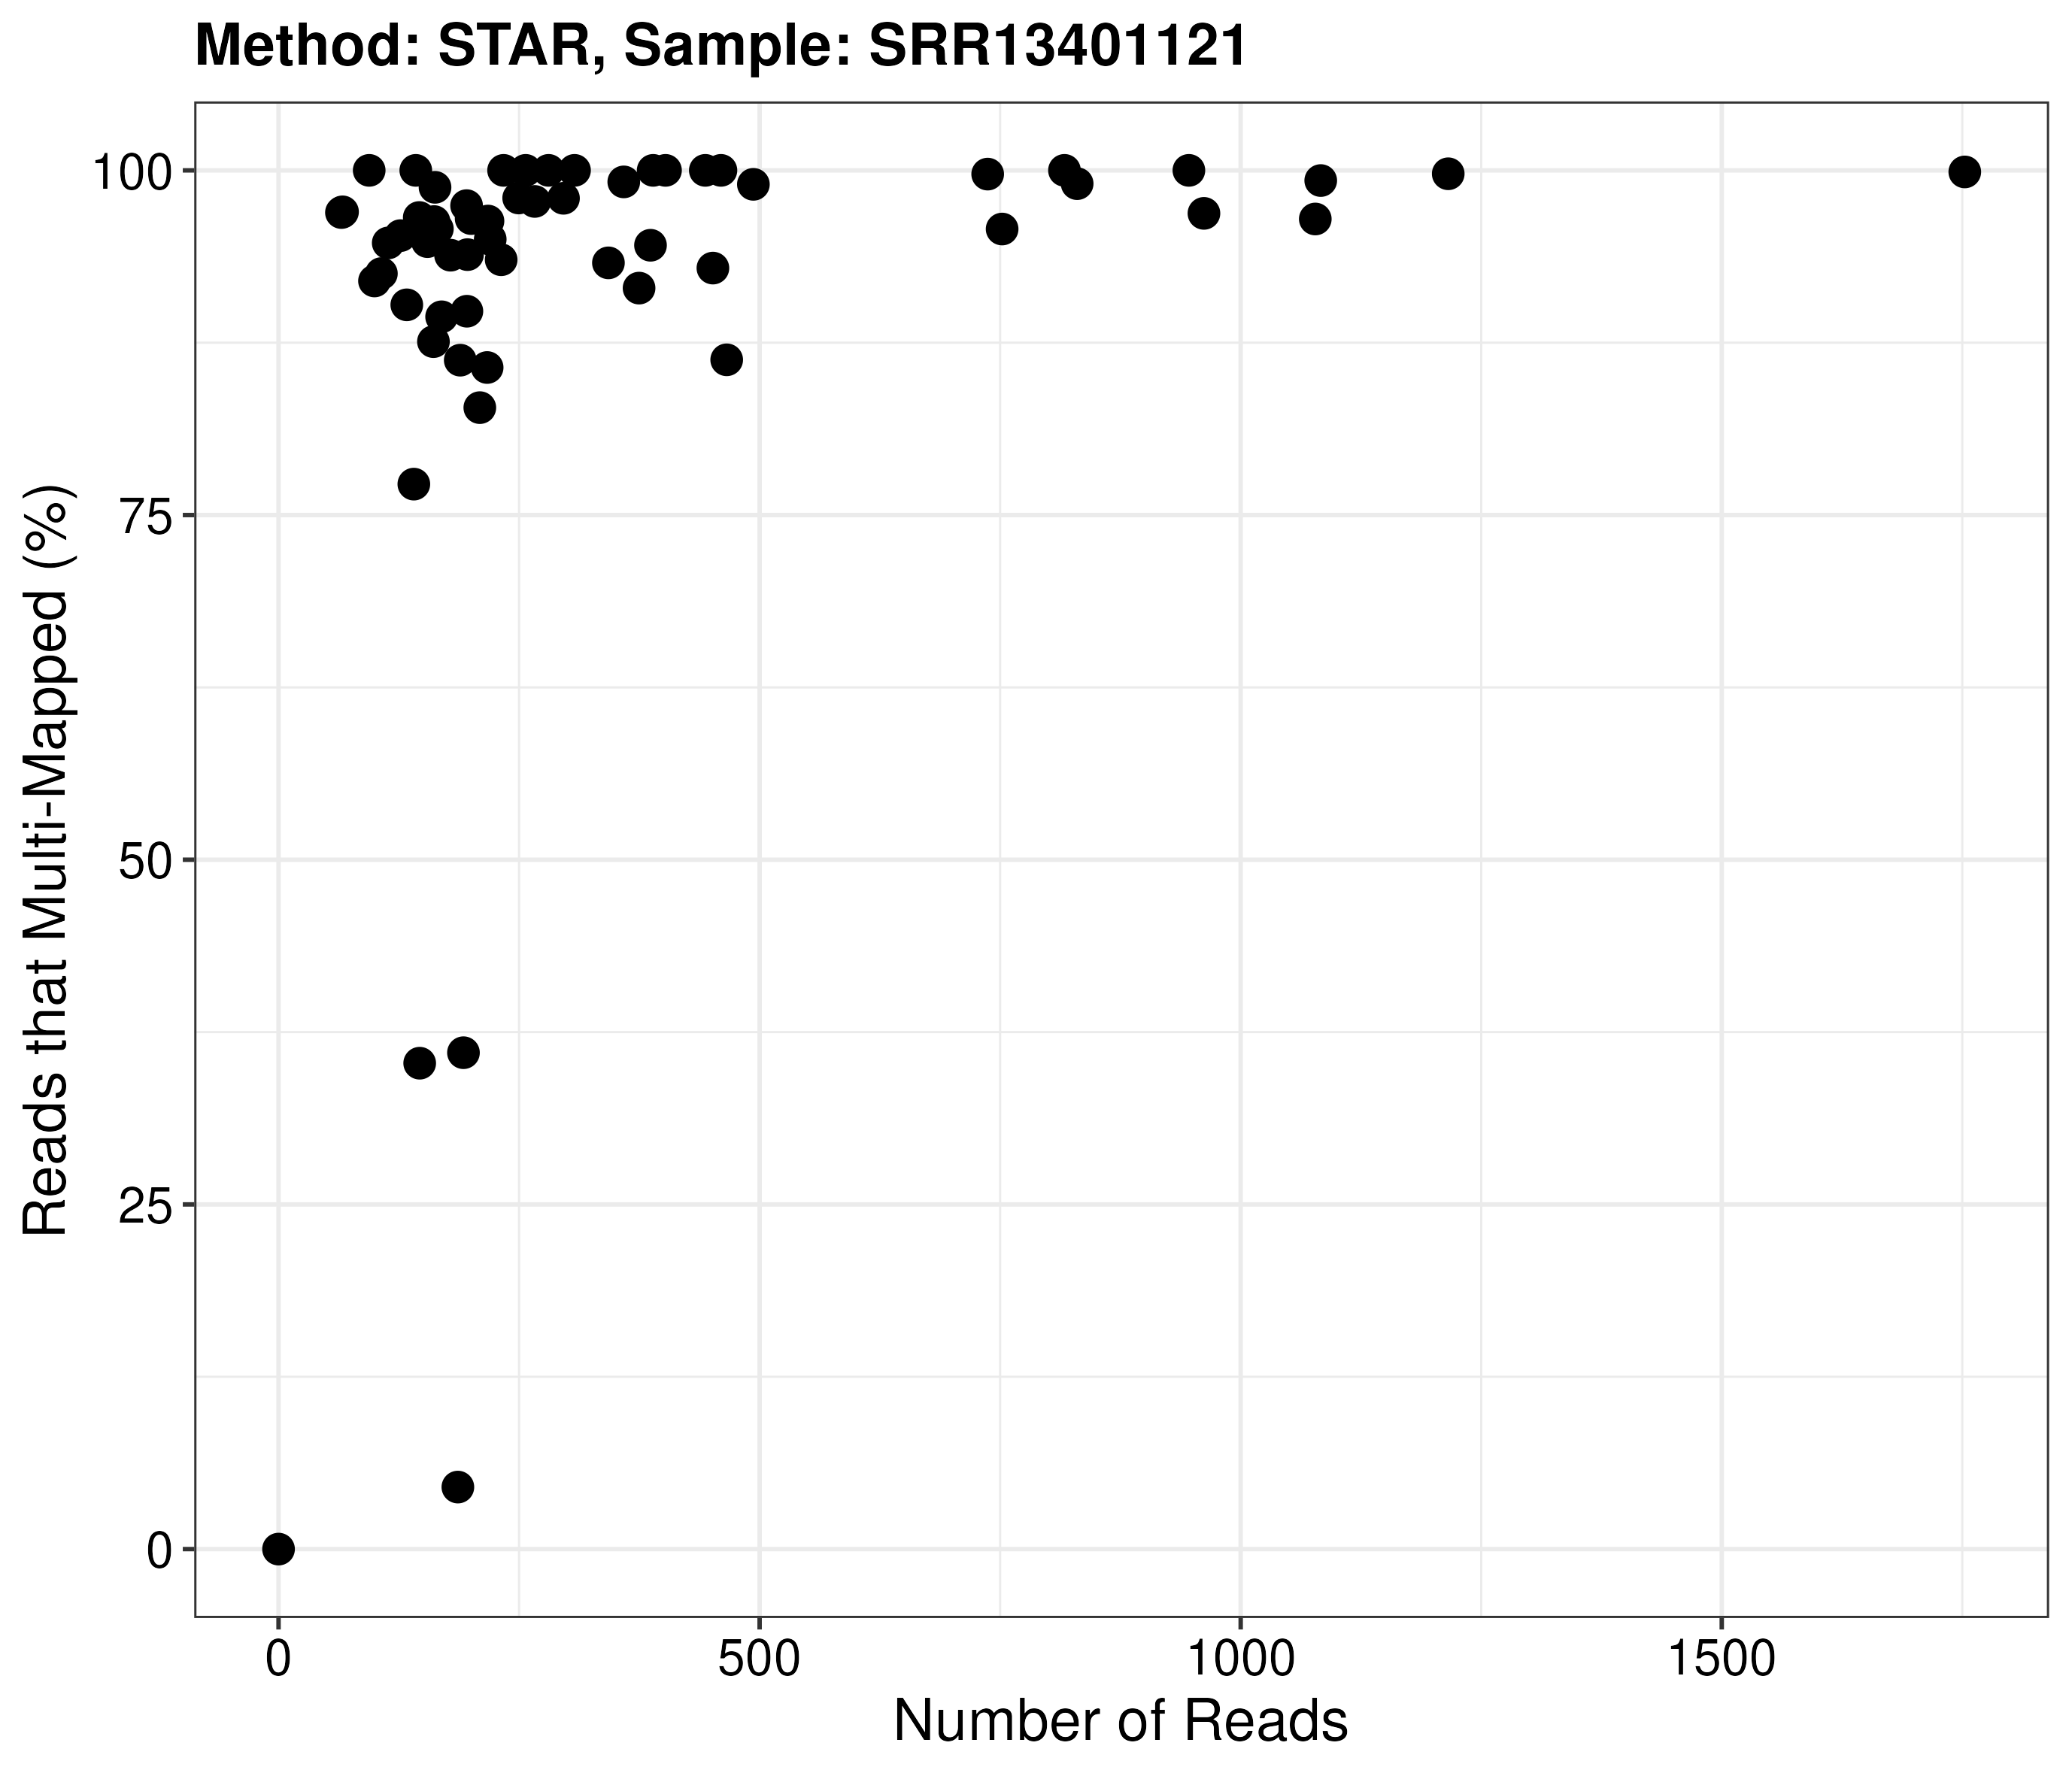 Method: STAR, Sample: SRR13401121
Reads that Multi-Mapped (%)
100
75
50
25
0
0 500 1000 1500
Number of Reads